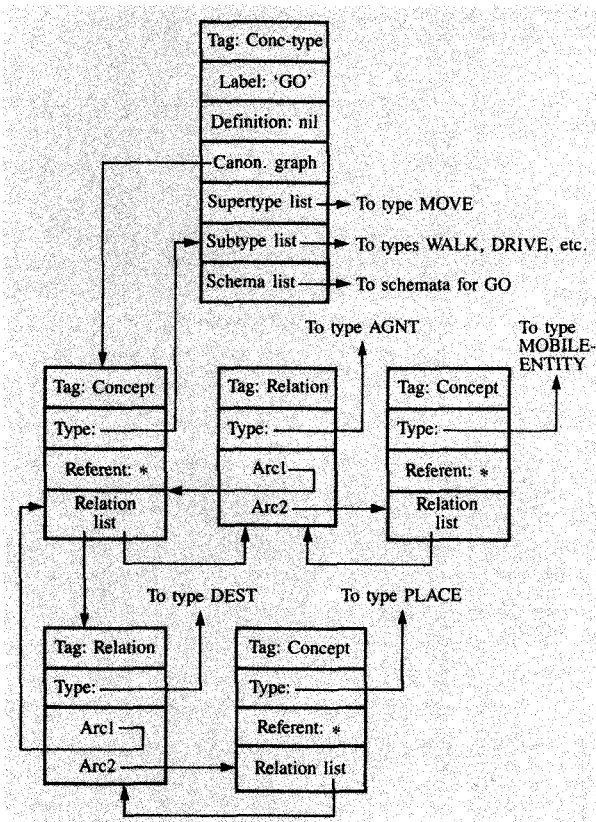 Tag: Conc-type
Label: 'GO'
Definition: nil
Canon. graph
Supertype list
To type MOVE
Subtype list
To types WALK, DRIVE, etc.
Schema list
To schemata for GO
To type AGNT
To type
MOBILE-
ENTITY
Tag: Concept
Type:
Referent: *
Relation
list
Tag: Relation
Type:
Arc1
Arc2
Tag: Concept
Type:
Referent: *
Relation
list
To type DEST
To type PLACE
Tag: Relation
Type:
Arc1
Arc2
Tag: Concept
Type:
Referent: *
Relation list